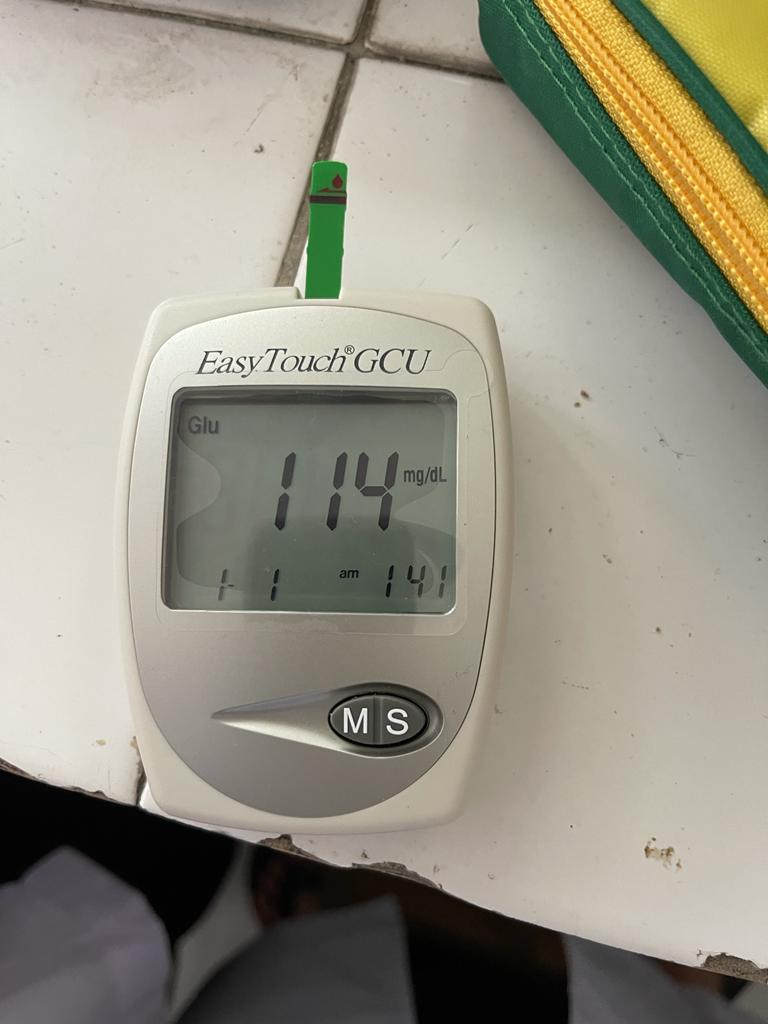 EasyTouch® GCU
Glu
114 mg/dL
1-1 am 1 41
M S